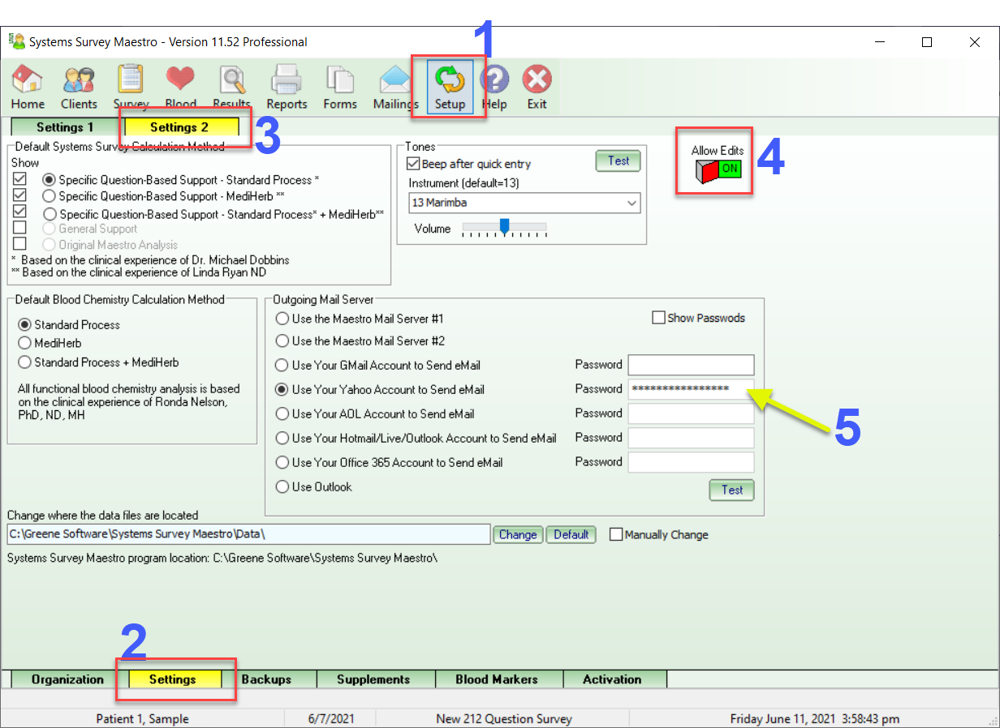 1
Systems Survey Maestro - Version 11.52 Professional
Home Clients Survey Blood Results Reports Forms Mailings Setup Help Exit
Settings 1 Settings 2 3
Default Systems Survey Calculation Method
Show
Specific Question-Based Support - Standard Process *
Specific Question-Based Support - MediHerb **
Specific Question-Based Support - Standard Process* + MediHerb**
General Support
Original Maestro Analysis
* Based on the clinical experience of Dr. Michael Dobbins
** Based on the clinical experience of Linda Ryan ND
Tones
Beep after quick entry Test
Instrument (default=13)
13 Marimba
Volume
Allow Edits 4
ON
Default Blood Chemistry Calculation Method
Standard Process
MediHerb
Standard Process + MediHerb
All functional blood chemistry analysis is based
on the clinical experience of Ronda Nelson,
PhD, ND, MH
Outgoing Mail Server
Use the Maestro Mail Server #1 Show Passwods
Use the Maestro Mail Server #2
Use Your GMail Account to Send eMail Password
Use Your Yahoo Account to Send eMail Password ****************
Use Your AOL Account to Send eMail Password
5
Use Your Hotmail/Live/Outlook Account to Send eMail Password
Use Your Office 365 Account to Send eMail Password
Use Outlook Test
Change where the data files are located
C:\Greene Software\Systems Survey Maestro\Data\ Change Default Manually Change
Systems Survey Maestro program location: C:\Greene Software\Systems Survey Maestro\
2
Organization Settings Backups Supplements Blood Markers Activation
Patient 1, Sample 6/7/2021 New 212 Question Survey Friday June 11, 2021 3:58:43 pm